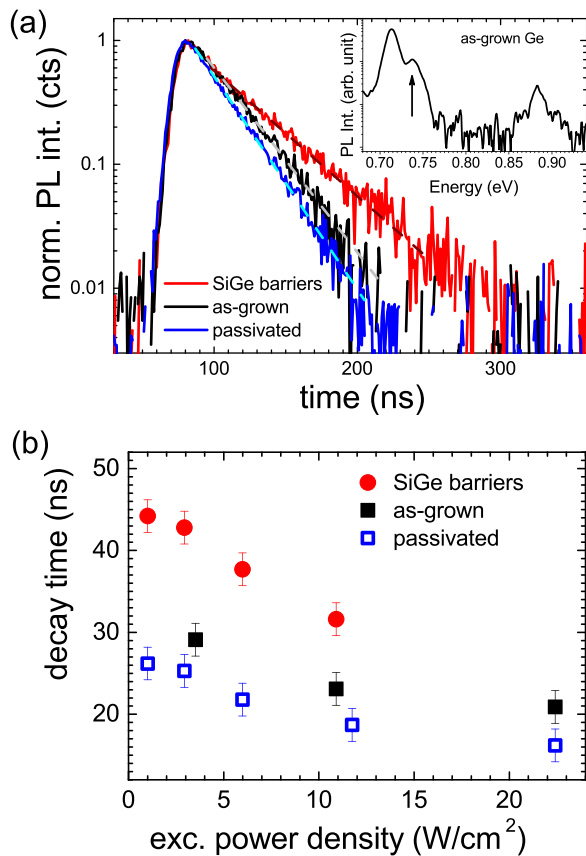 (a)
norm. PL int. (cts)
1
0.1
0.01
SiGe barriers
as-grown
passivated
100
200
300
time (ns)
as-grown Ge
PL Int. (arb. unit)
0.70
0.75
0.85
0.90
Energy (eV)
(b)
decay time (ns)
50
40
30
20
SiGe barriers
as-grown
passivated
0
5
10
15
20
exc. power density (W/cm²)